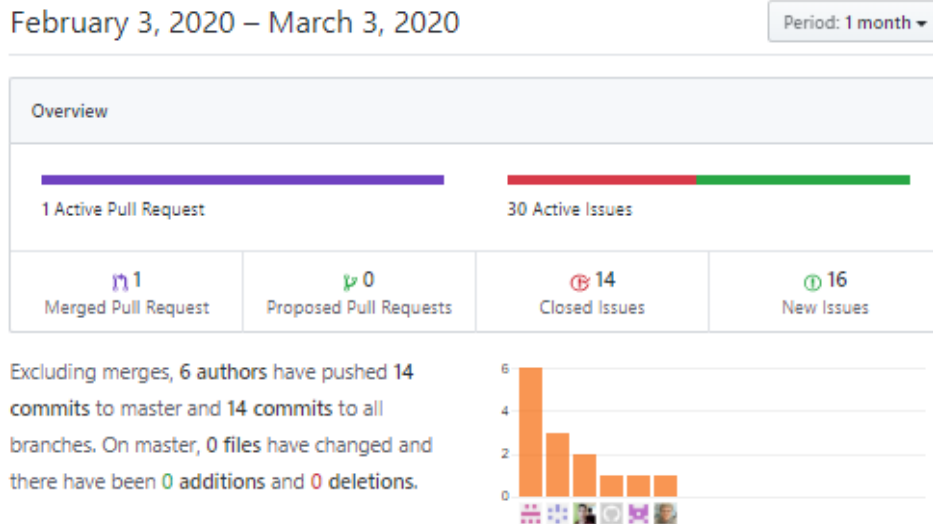 February 3, 2020 – March 3, 2020
Period: 1 month
Overview
1 Active Pull Request
30 Active Issues
1
Merged Pull Request
0
Proposed Pull Requests
14
Closed Issues
16
New Issues
Excluding merges, 6 authors have pushed 14
commits to master and 14 commits to all
branches. On master, 0 files have changed and
there have been 0 additions and 0 deletions.
6
4
2
0